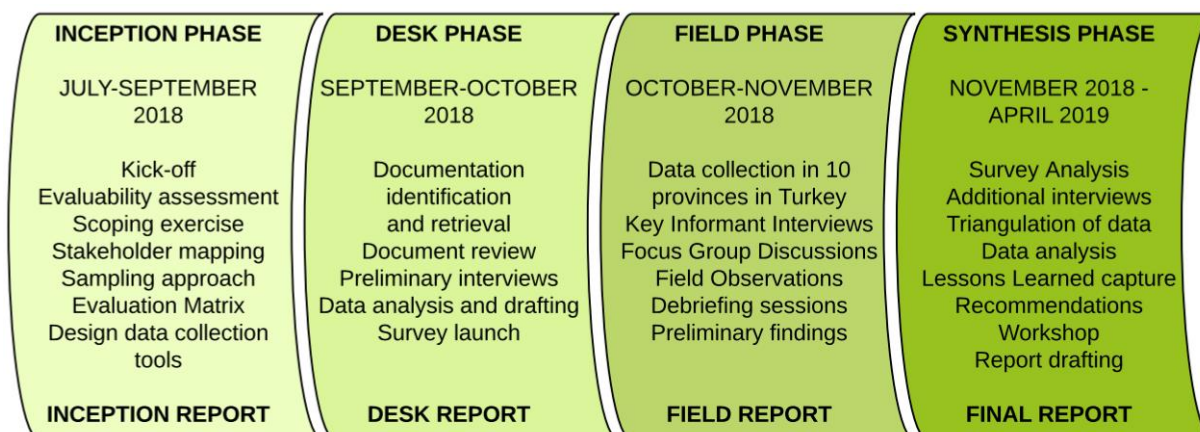 INCEPTION PHASE
JULY-SEPTEMBER
2018
Kick-off
Evaluability assessment
Scoping exercise
Stakeholder mapping
Sampling approach
Evaluation Matrix
Design data collection
tools
INCEPTION REPORT
DESK PHASE
SEPTEMBER-OCTOBER
2018
Documentation
identification
and retrieval
Document review
Preliminary interviews
Data analysis and drafting
Survey launch
DESK REPORT
FIELD PHASE
OCTOBER-NOVEMBER
2018
Data collection in 10
provinces in Turkey
Key Informant Interviews
Focus Group Discussions
Field Observations
Debriefing sessions
Preliminary findings
FIELD REPORT
SYNTHESIS PHASE
NOVEMBER 2018 -
APRIL 2019
Survey Analysis
Additional interviews
Triangulation of data
Data analysis
Lessons Learned capture
Recommendations
Workshop
Report drafting
FINAL REPORT